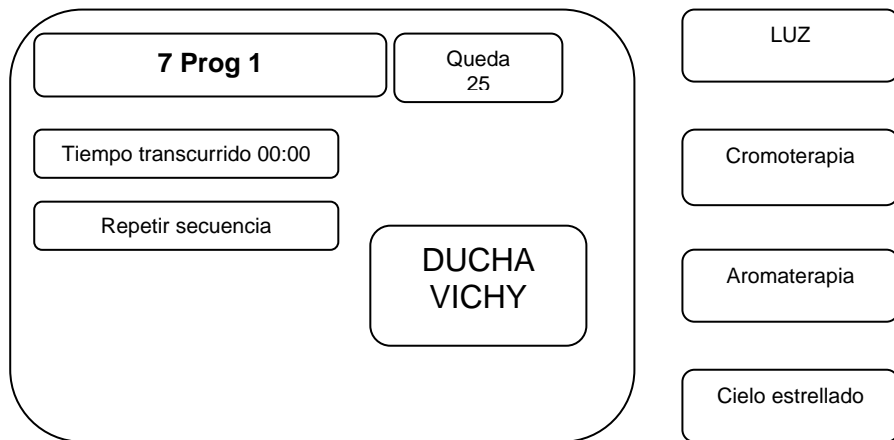 7 Prog 1
Queda
25
LUZ
Tiempo transcurrido 00:00
Cromoterapia
Repetir secuencia
DUCHA
VICHY
Aromaterapia
Cielo estrellado